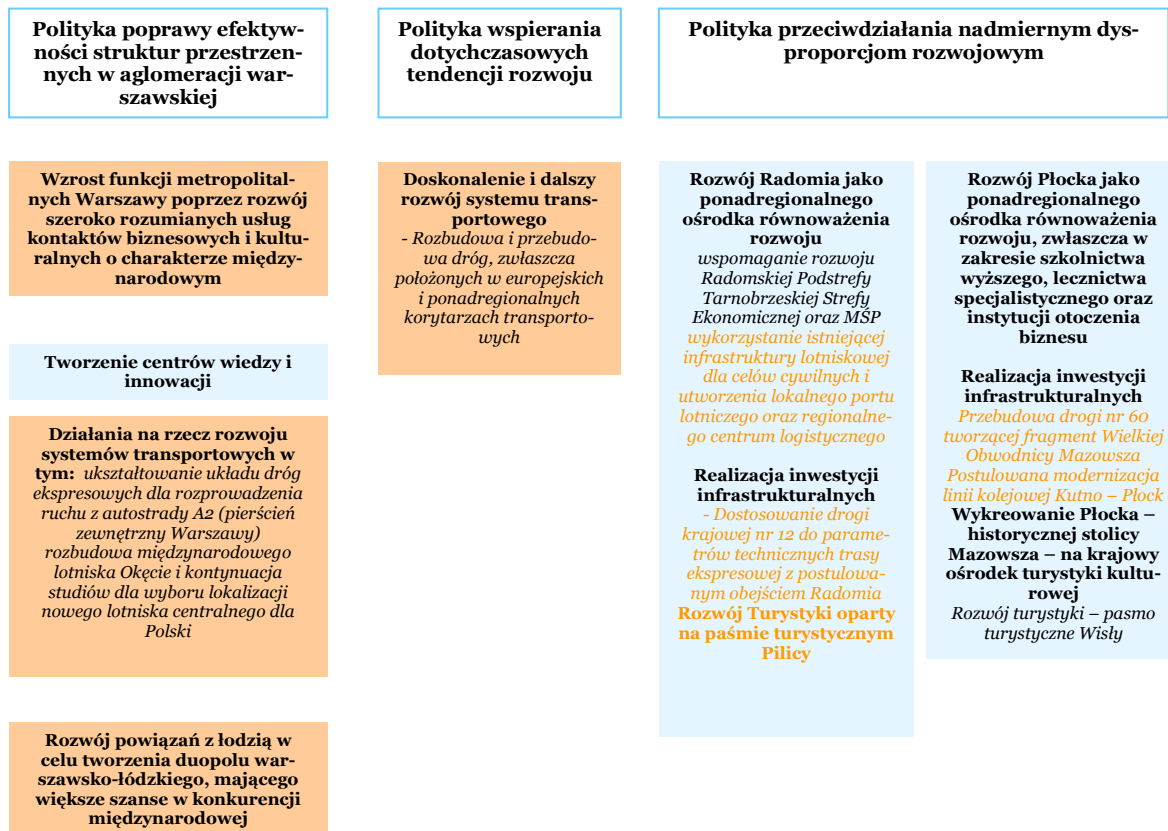 Polityka poprawy efektyw-
ności struktur przestrzen-
nych w aglomeracji war-
szawskiej
Polityka wspierania
dotychczasowych
tendencji rozwoju
Polityka przeciwdziałania nadmiernym dys-
proporcjom rozwojowym
Wzrost funkcji metropolital-
nych Warszawy poprzez rozwój
szeroko rozumianych usług
kontaktów biznesowych i kultu-
ralnych o charakterze między-
narodowym
Tworzenie centrów wiedzy i
innowacji
Działania na rzecz rozwoju
systemów transportowych w
tym: ukształtowanie układu dróg
ekspresowych dla rozprowadzenia
ruchu z autostrady A2 (pierścień
zewnętrzny Warszawy)
rozbudowa międzynarodowego
lotniska Okęcie i kontynuacja
studiów dla wyboru lokalizacji
nowego lotniska centralnego dla
Polski
Rozwój powiązań z łodzią w
celu tworzenia duopolu war-
szawsko-łódzkiego, mającego
większe szanse w konkurencji
międzynarodowej
Doskonalenie i dalszy
rozwój systemu trans-
portowego
- Rozbudowa i przebudo-
wa dróg, zwłaszcza
położonych w europejskich
i ponadregionalnych
korytarzach transporto-
wych
Rozwój Radomia jako
ponadregionalnego
ośrodka równoważenia
rozwoju
wspomaganie rozwoju
Radomskiej Podstrefy
Tarnobrzeskiej Strefy
Ekonomicznej oraz MŚP
wykorzystanie istniejącej
infrastruktury lotniskowej
dla celów cywilnych i
utworzenia lokalnego portu
lotniczego oraz regionalne-
go centrum logistycznego
Realizacja inwestycji
infrastrukturalnych
- Dostosowanie drogi
krajowej nr 12 do parame-
trów technicznych trasy
ekspresowej z postulowa-
nym obejściem Radomia
Rozwój Turystyki oparty
na paśmie turystycznym
Pilicy
Rozwój Płocka jako
ponadregionalnego
ośrodka równoważenia
rozwoju, zwłaszcza w
zakresie szkolnictwa
wyższego, lecznictwa
specjalistycznego oraz
instytucji otoczenia
biznesu
Realizacja inwestycji
infrastrukturalnych
Przebudowa drogi nr 60
tworzącej fragment Wielkiej
Obwodnicy Mazowsza
Postulowana modernizacja
linii kolejowej Kutno – Płock
Wykreowanie Płocka –
historycznej stolicy
Mazowsza – na krajowy
ośrodek turystyki kultu-
rowej
Rozwój turystyki – pasmo
turystyczne Wisły